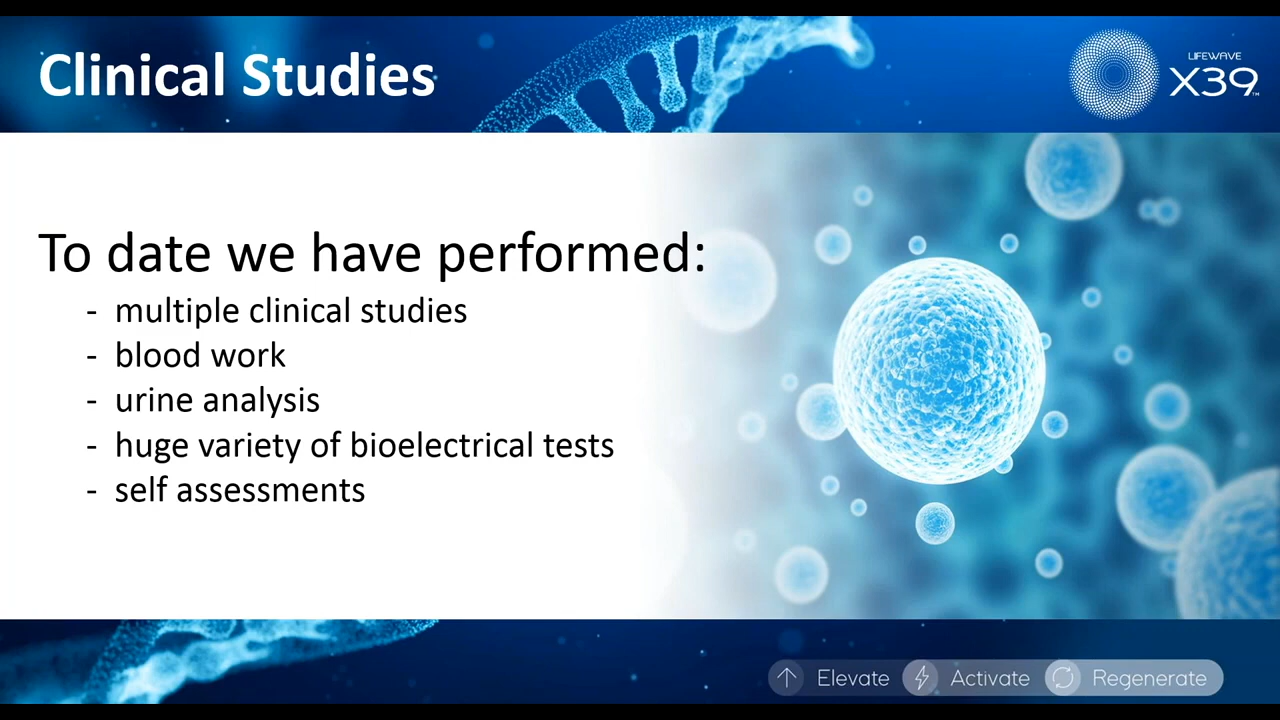 Clinical Studies
LIFEWAVE
X39™
To date we have performed:
- multiple clinical studies
- blood work
- urine analysis
- huge variety of bioelectrical tests
- self assessments
Elevate
Activate
Regenerate